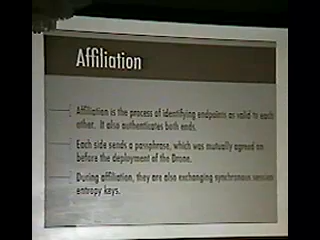 Affiliation
Affiliation is the process of identifying endpoints as valid to each
other. It also authenticates both ends.
Each side sends a passphrase, which was mutually agreed on
before the deployment of the Drone.
During affiliation, they are also exchanging synchronous session
entropy keys.